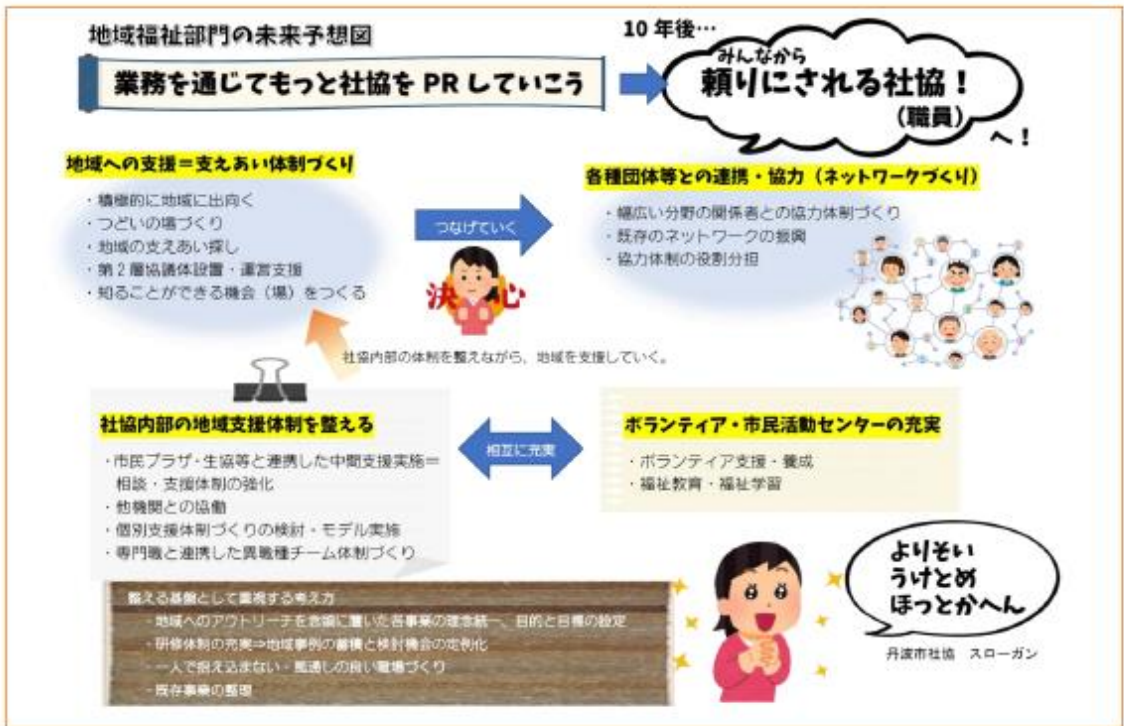 地域福祉部門の未来予想図
業務を通じてもっと社協を PR していこう
10 年後…
みんなから
頼りにされる社協！
(職員)
へ！
地域への支援＝支えあい体制づくり
・積極的に地域に出向く
・つどいの場づくり
・地域の支えあい探し
・第２層協議体設置・運営支援
・知ることができる機会（場）をつくる
つなげていく
決心
各種団体等との連携・協力（ネットワークづくり）
・幅広い分野の関係者との協力体制づくり
・既存のネットワークの振興
・協力体制の役割分担
社協内部の体制を整えながら、地域を支援していく。
社協内部の地域支援体制を整える
・市民プラザ・生協等と連携した中間支援実施＝
相談・支援体制の強化
・他機関との協働
・個別支援体制づくりの検討・モデル実施
・専門職と連携した異職種チーム体制づくり
相互に充実
ボランティア・市民活動センターの充実
・ボランティア支援・養成
・福祉教育・福祉学習
整える基盤として重視する考え方
・地域へのアウトリーチを念頭に置いた各事業の理念統一、目的と目標の設定
・研修体制の充実⇒地域事例の蓄積と検討機会の定例化
・一人で抱え込まない・風通しの良い職場づくり
・既存事業の整理
よりそい
うけとめ
ほっとかへん
丹波市社協　スローガン